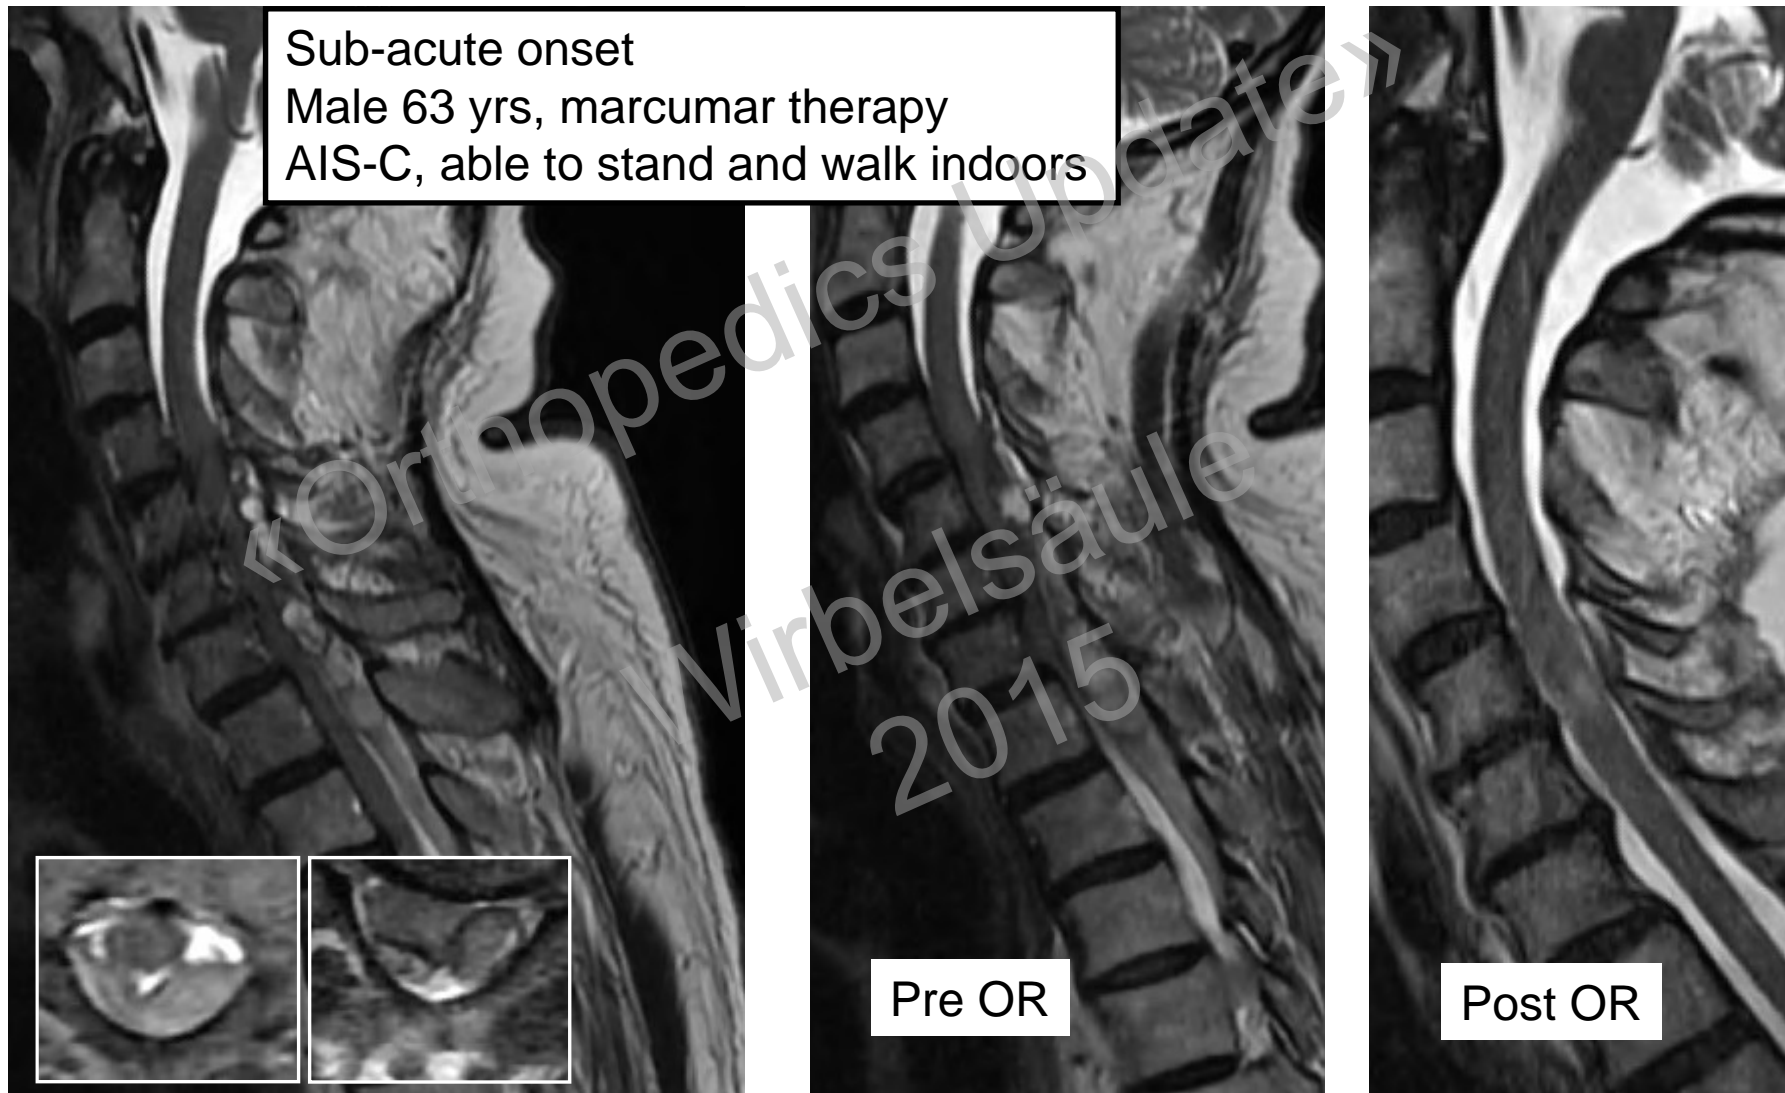 Sub-acute onset
Male 63 yrs, marcumar therapy
AIS-C, able to stand and walk indoors
«Orthopedics Update»
Wirbelsäule
2015
Pre OR
Post OR